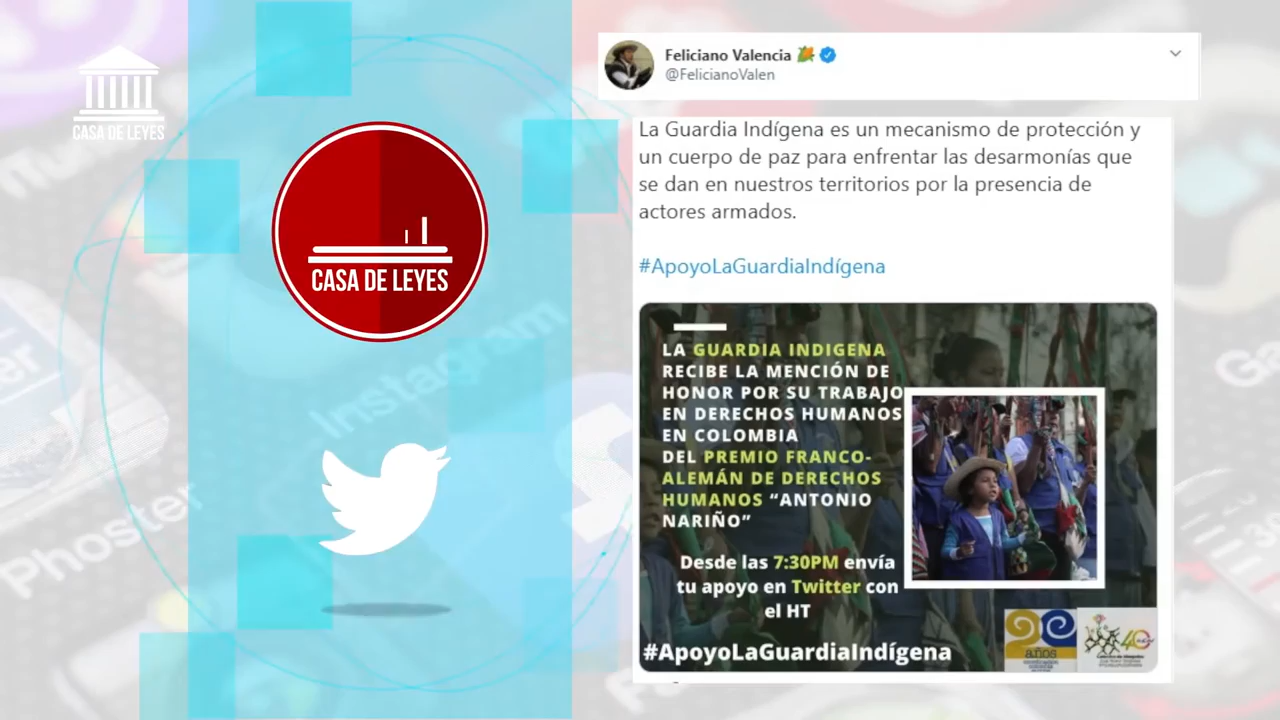 CASA DE LEYES
CASA DE LEYES
Instagram
Phoster
Feliciano Valencia
@FelicianoValen
La Guardia Indígena es un mecanismo de protección y
un cuerpo de paz para enfrentar las desarmonías que
se dan en nuestros territorios por la presencia de
actores armados.
#ApoyoLaGuardiaIndígena
LA GUARDIA INDIGENA
RECIBE LA MENCIÓN DE
HONOR POR SU TRABAJO
EN DERECHOS HUMANOS
EN COLOMBIA
DEL PREMIO FRANCO-
ALEMÁN DE DERECHOS
HUMANOS "ANTONIO
NARIÑO"
Desde las 7:30PM envía
tu apoyo en Twitter con
el HT
#ApoyoLaGuardiaIndígena
años
40